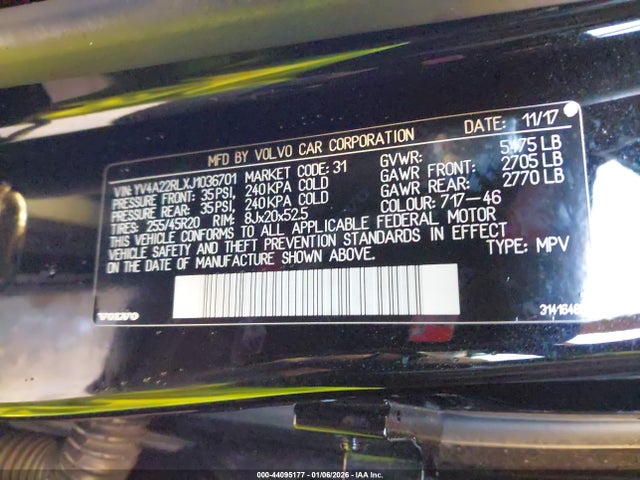 MFD BY VOLVO CAR CORPORATION DATE: 11/17
VIN: YV4A22RLXJ1036701 MARKET CODE: 31 GVWR: 5475 LB
PRESSURE FRONT: 35PSI, 240KPA COLD GAWR FRONT: 2705 LB
PRESSURE REAR: 35PSI, 240KPA COLD GAWR REAR: 2770 LB
TIRES: 255/45R20 RIM: 8Jx20x52.5 COLOUR: 717-46
THIS VEHICLE CONFORMS TO ALL APPLICABLE FEDERAL MOTOR
VEHICLE SAFETY AND THEFT PREVENTION STANDARDS IN EFFECT
ON THE DATE OF MANUFACTURE SHOWN ABOVE. TYPE: MPV
VOLVO
000-44095177 - 01/06/2026 - IAA Inc.